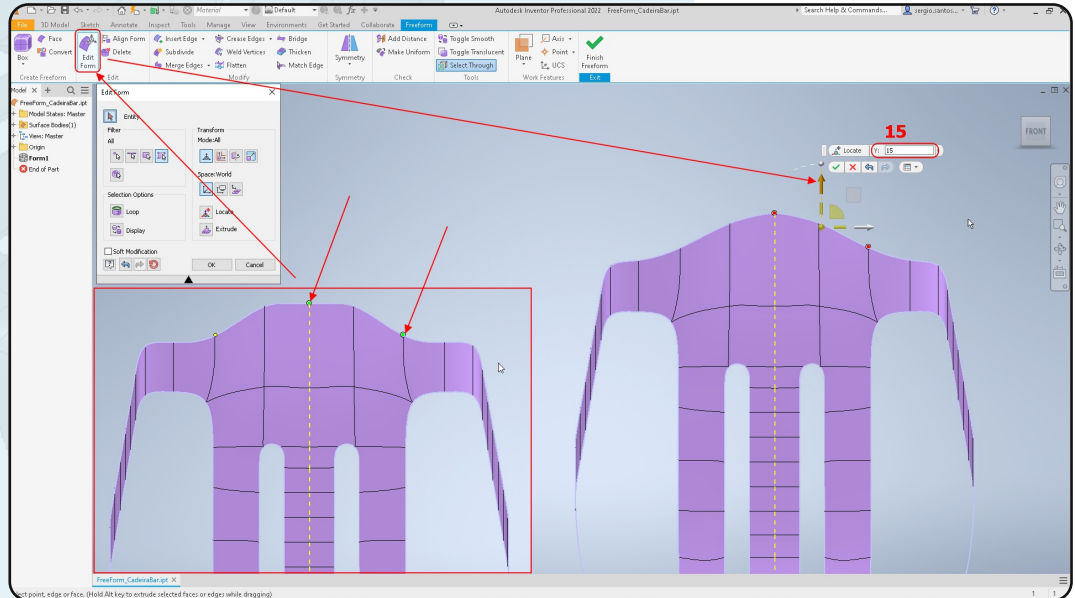 Material
Default
fx
Autodesk Inventor Professional 2022 FreeForm_CadeiraBar.ipt
Search Help & Commands...
sergio.santos...
File 3D Model Sketch Annotate Inspect Tools Manage View Environments Get Started Collaborate Freeform
Box
Face
Convert
Create Freeform
Edit
Form
Align Form
Delete
Edit
Insert Edge
Subdivide
Merge Edges
Crease Edges
Weld Vertices
Flatten
Bridge
Thicken
Match Edge
Modify
Symmetry
Symmetry
Add Distance
Make Uniform
Check
Toggle Smooth
Toggle Translucent
Select Through
Tools
Plane
Axis
Point
UCS
Work Features
Finish
Freeform
Exit
Model X +
FreeForm_CadeiraBar.ipt
Model States: Master
Surface Bodies(1)
View: Master
Origin
Form1
End of Part
Edit Form
Entity
Filter
All
Selection Options
Loop
Display
Transform
Mode:All
Space:World
Locate
Extrude
Soft Modification
OK Cancel
15
Locate Y: 15
FRONT
FreeForm_CadeiraBar.ipt X
ect point, edge or face. (Hold Alt key to extrude selected faces or edges while dragging)
1 1